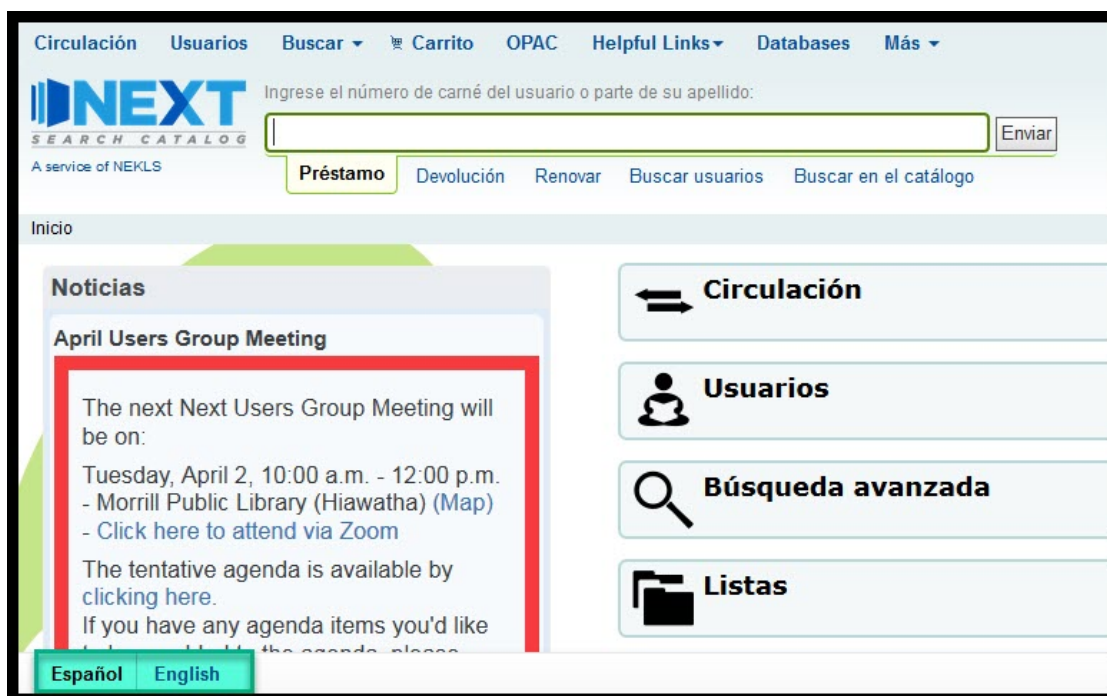 Circulación Usuarios Buscar Carrito OPAC Helpful Links Databases Más
NEXT
SEARCH CATALOG
A service of NEKLS
Ingrese el número de carné del usuario o parte de su apellido:
Enviar
Préstamo Devolución Renovar Buscar usuarios Buscar en el catálogo
Inicio
Noticias
April Users Group Meeting
The next Next Users Group Meeting will
be on:
Tuesday, April 2, 10:00 a.m. - 12:00 p.m.
- Morrill Public Library (Hiawatha) (Map)
- Click here to attend via Zoom
The tentative agenda is available by
clicking here.
If you have any agenda items you'd like
the agenda, please
Circulación
Usuarios
Búsqueda avanzada
Listas
Español English